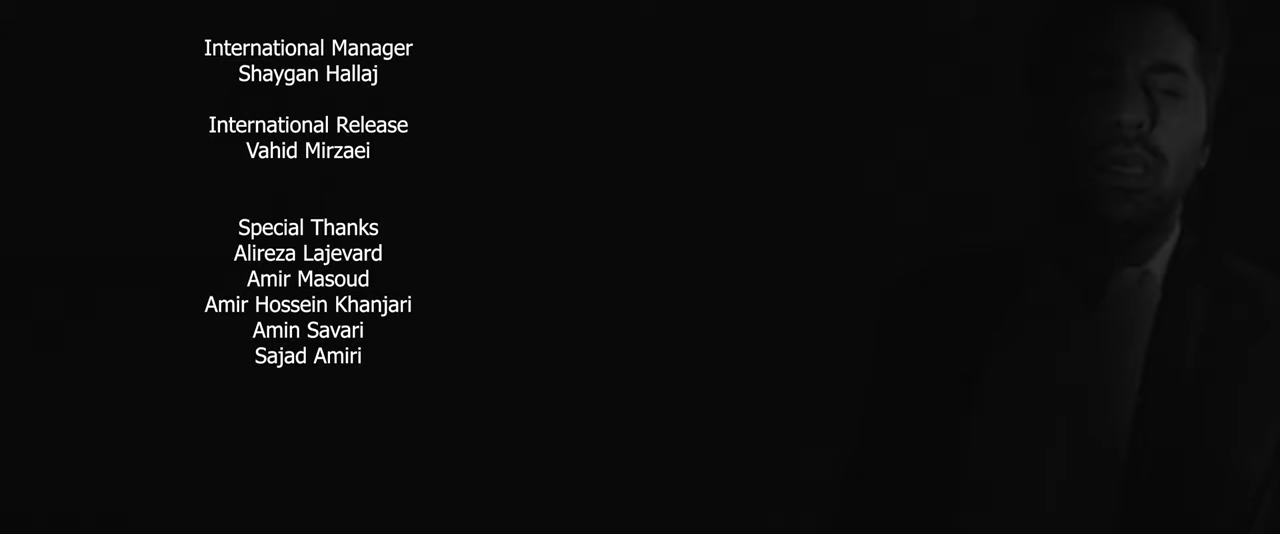 International Manager
Shaygan Hallaj
International Release
Vahid Mirzaei
Special Thanks
Alireza Lajevard
Amir Masoud
Amir Hossein Khanjari
Amin Savari
Sajad Amiri